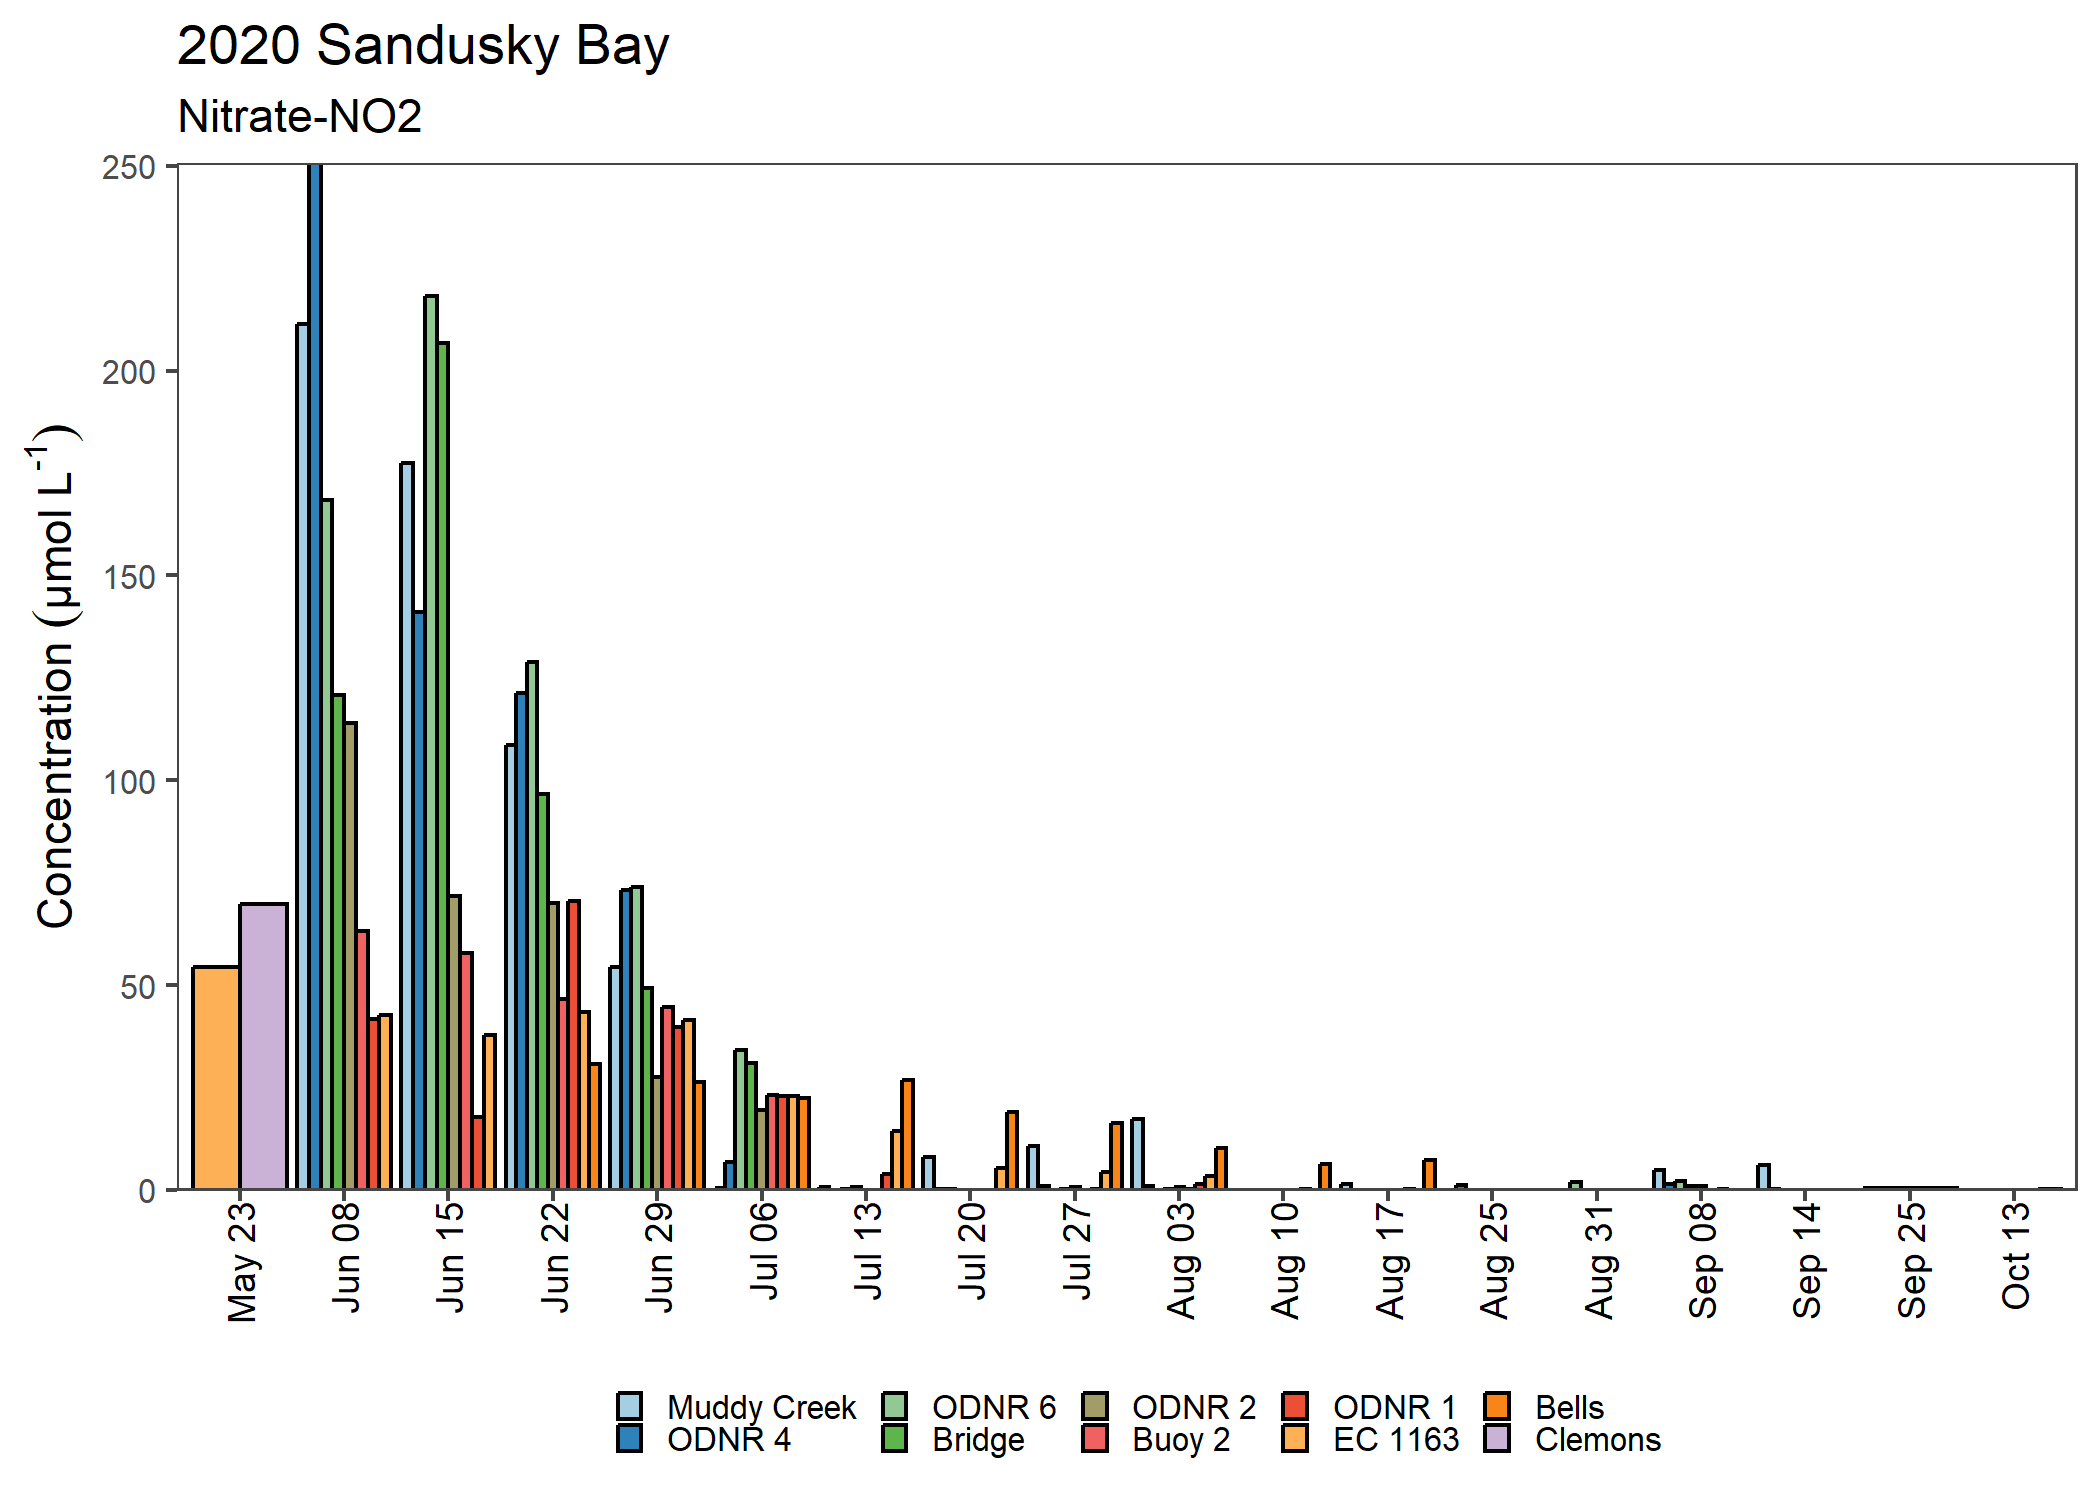 2020 Sandusky Bay
Nitrate-NO2
Concentration (µmol L-1)
250
200
150
100
50
0
May 23
Jun 08
Jun 15
Jun 22
Jun 29
Jul 06
Jul 13
Jul 20
Jul 27
Aug 03
Aug 10
Aug 17
Aug 25
Aug 31
Sep 08
Sep 14
Sep 25
Oct 13
Muddy Creek ODNR 6 ODNR 2 ODNR 1 Bells
ODNR 4 Bridge Buoy 2 EC 1163 Clemons